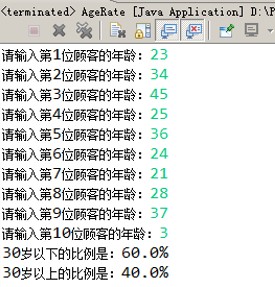 <terminated> AgeRate [Java Application] D:\P
请输入第1位顾客的年龄：23
请输入第2位顾客的年龄：34
请输入第3位顾客的年龄：45
请输入第4位顾客的年龄：25
请输入第5位顾客的年龄：36
请输入第6位顾客的年龄：24
请输入第7位顾客的年龄：21
请输入第8位顾客的年龄：28
请输入第9位顾客的年龄：37
请输入第10位顾客的年龄：3
30岁以下的比例是：60.0%
30岁以上的比例是：40.0%